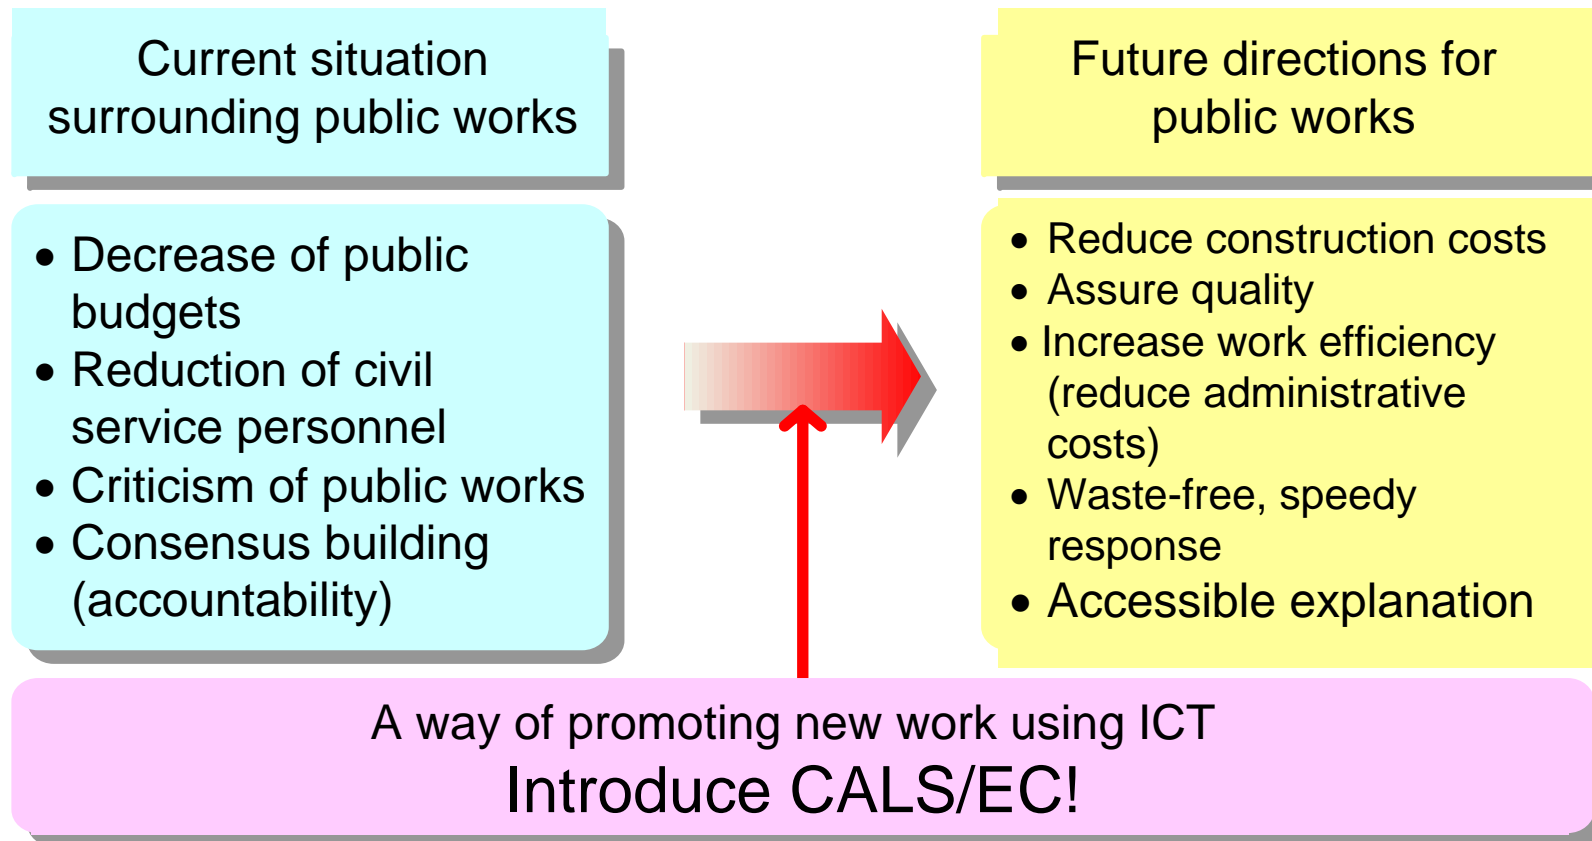 Current situation
surrounding public works
• Decrease of public
budgets
• Reduction of civil
service personnel
• Criticism of public works
• Consensus building
(accountability)
Future directions for
public works
• Reduce construction costs
• Assure quality
• Increase work efficiency
(reduce administrative
costs)
• Waste-free, speedy
response
• Accessible explanation
A way of promoting new work using ICT
Introduce CALS/EC!